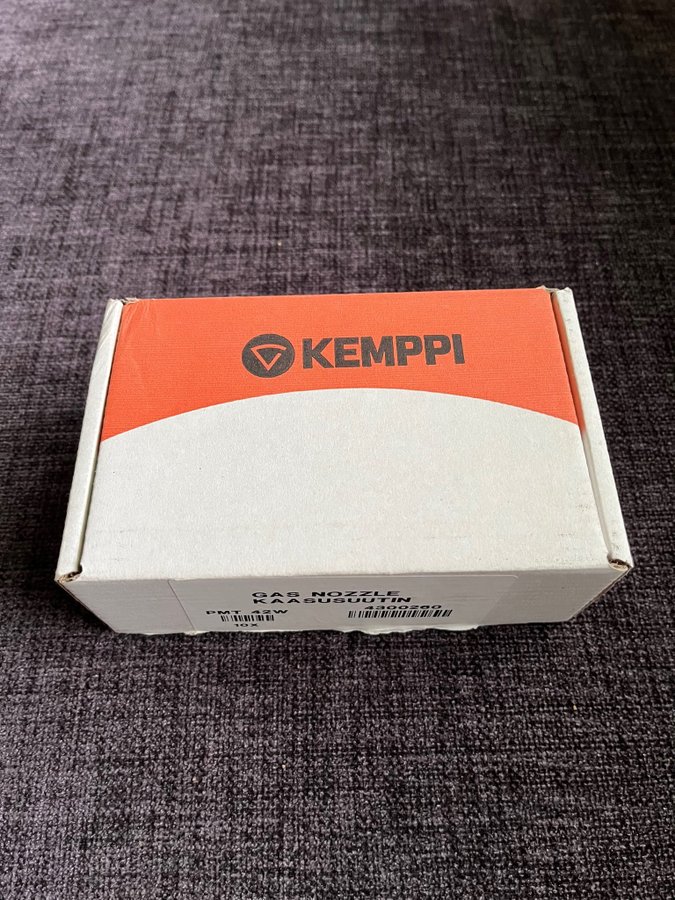 KEMPPI
GAS NOZZLE
KAASUSUUTIN
PMT 42W 4300260
10X